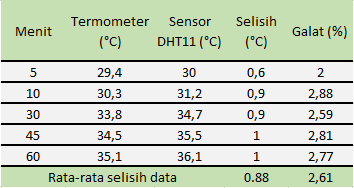 Menit Termometer (°C) Sensor DHT11 (°C) Selisih (°C) Galat (%)
5 29,4 30 0,6 2
10 30,3 31,2 0,9 2,88
30 33,8 34,7 0,9 2,59
45 34,5 35,5 1 2,81
60 35,1 36,1 1 2,77
Rata-rata selisih data 0.88 2,61